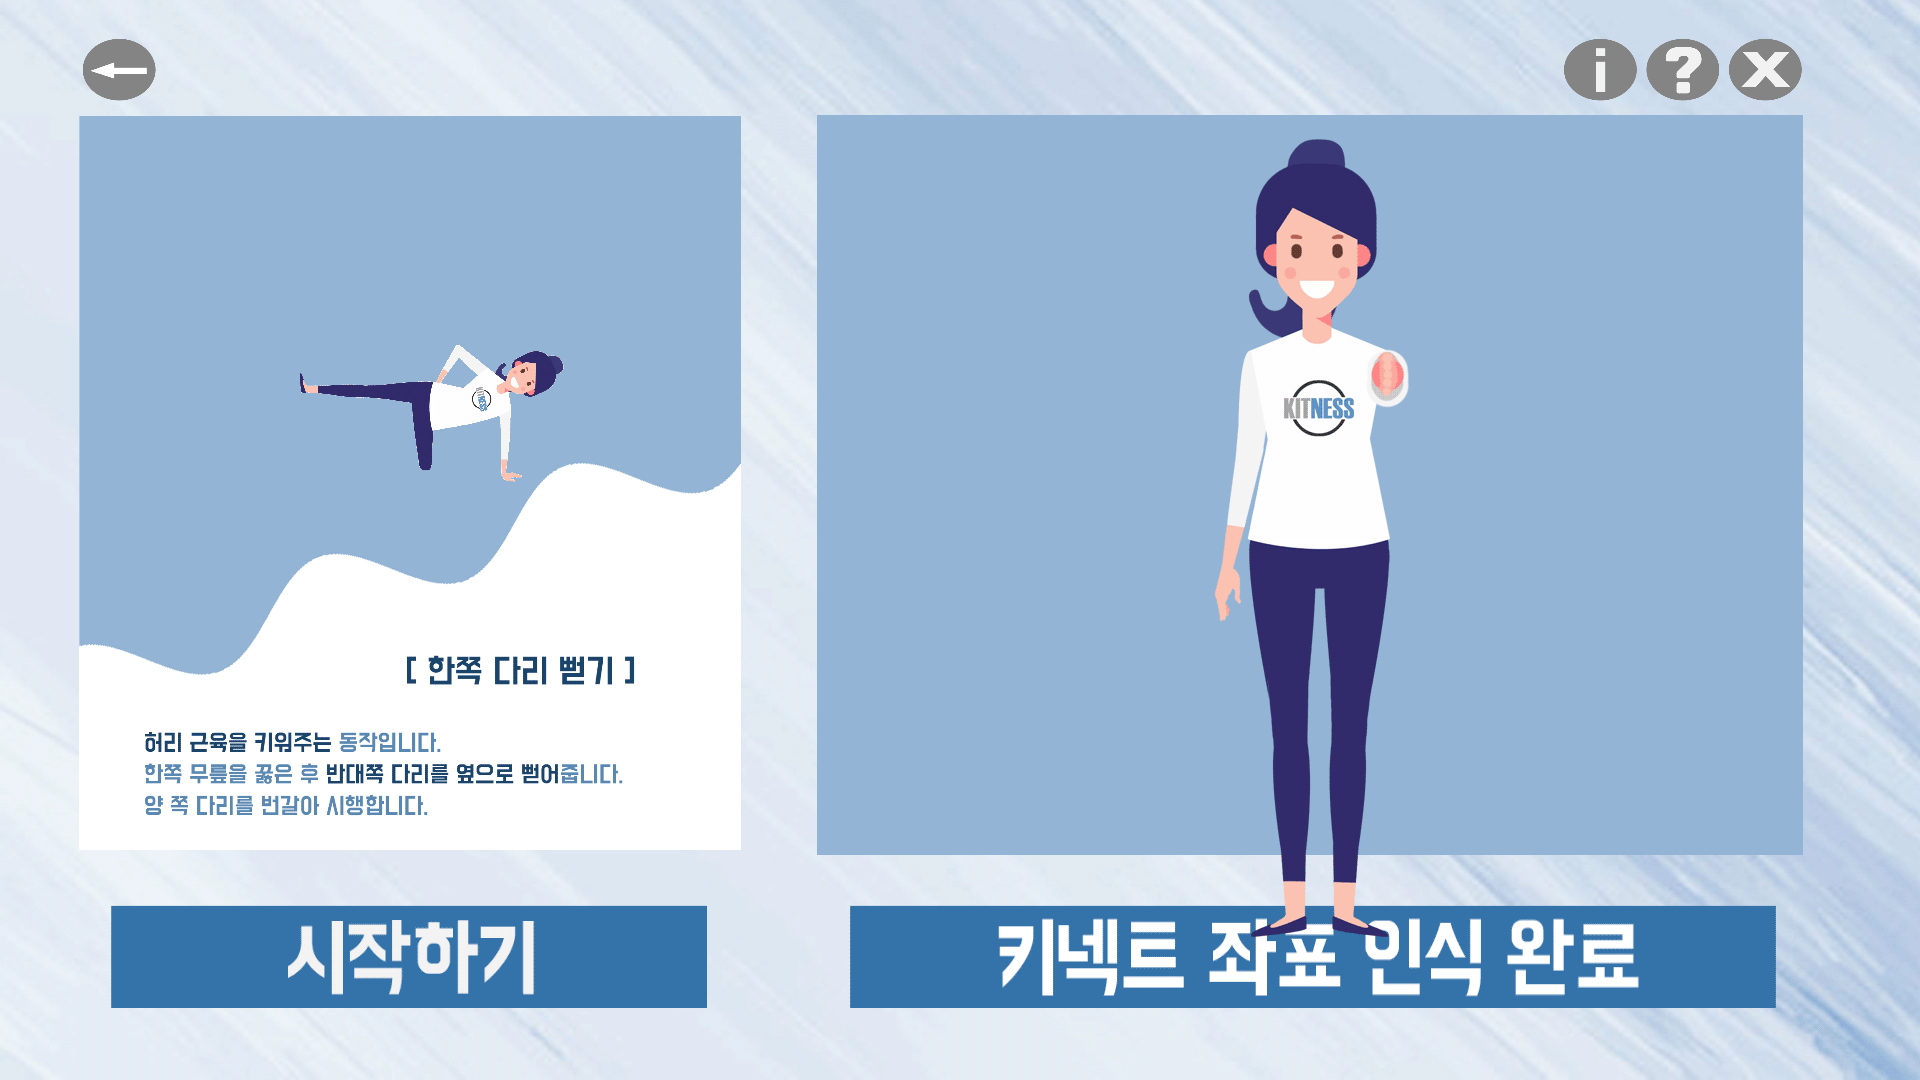 i ? X
KITNESS
[ 한쪽 다리 뻗기 ]
허리 근육을 키워주는 동작입니다.
한쪽 무릎을 꿇은 후 반대쪽 다리를 옆으로 뻗어줍니다.
양 쪽 다리를 번갈아 시행합니다.
KITNESS
시작하기
키넥트 좌표 인식 완료